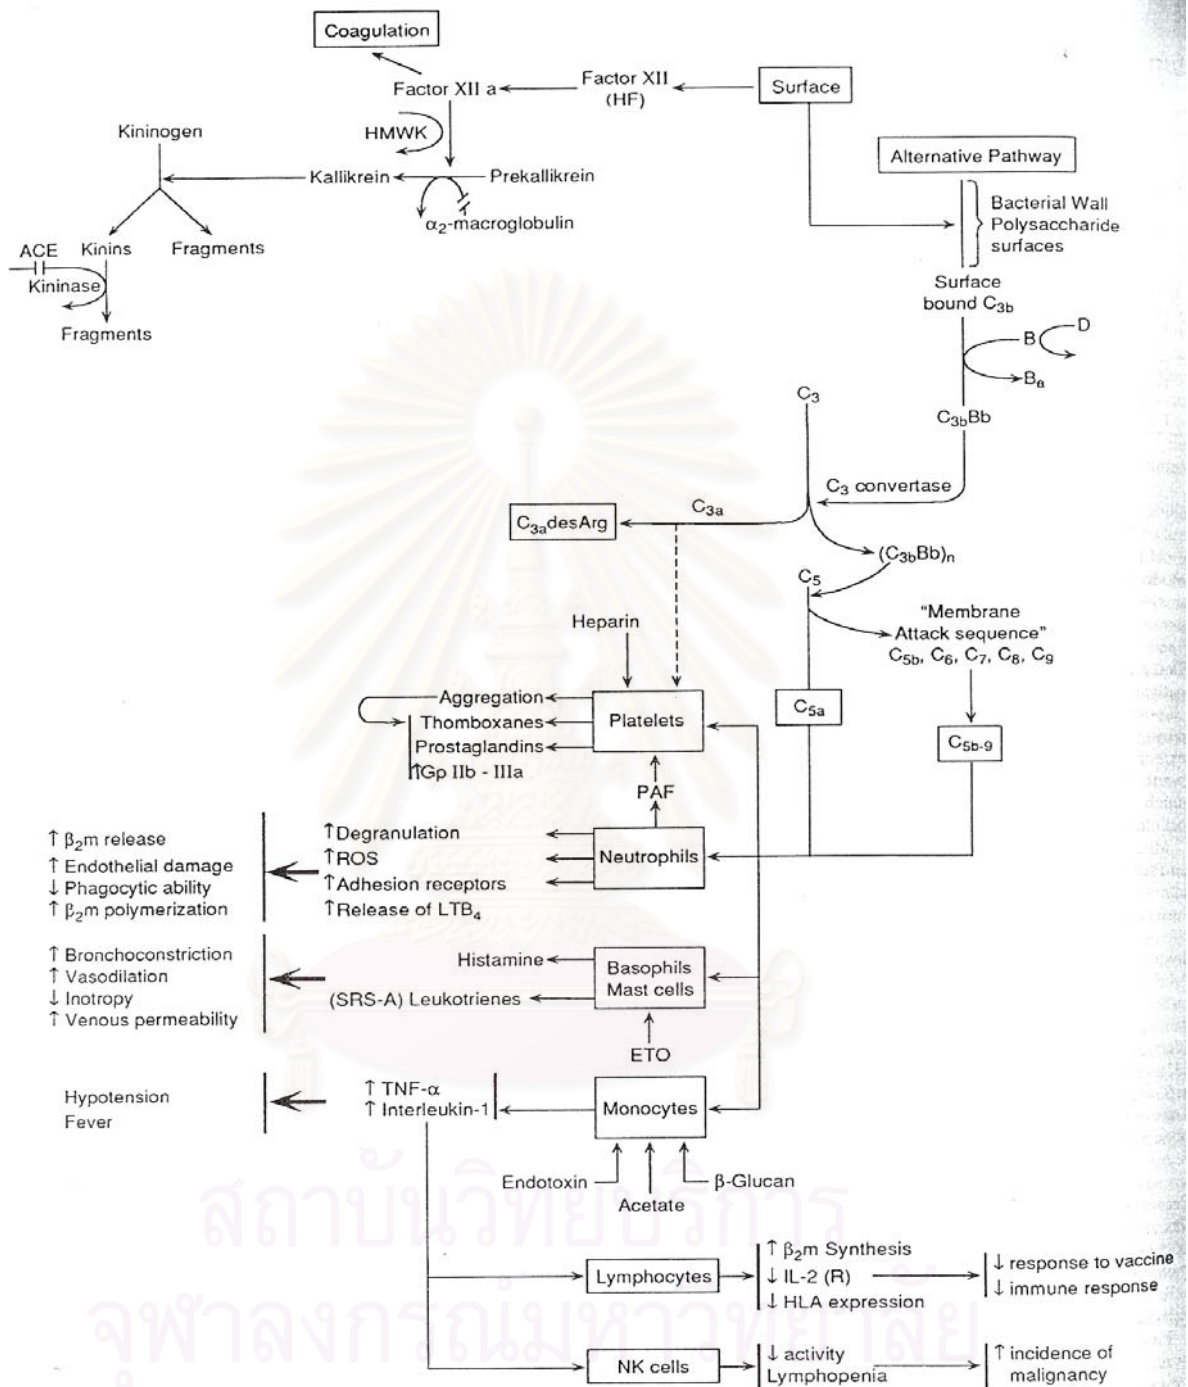 Coagulation
Factor XII a
Factor XII
(HF)
Surface
HMWK
Kininogen
Kallikrein
Prekallikrein
α₂-macroglobulin
Alternative Pathway
Bacterial Wall
Polysaccharide
surfaces
ACE
Kinins
Fragments
Kininase
Fragments
Surface
bound C₃b
B
D
Bₐ
C₃
C₃bBb
C₃ convertase
C₃ₐ
C₃ₐdesArg
(C₃bBb)n
C₅
"Membrane
Attack sequence"
C₅b, C₆, C₇, C₈, C₉
Heparin
Aggregation
Thomboxanes
Prostaglandins
↑Gp IIb - IIIa
Platelets
C₅ₐ
C₅b-₉
PAF
↑ β₂m release
↑ Endothelial damage
↓ Phagocytic ability
↑ β₂m polymerization
↑Degranulation
↑ROS
↑Adhesion receptors
↑Release of LTB₄
Neutrophils
↑ Bronchoconstriction
↑ Vasodilation
↓ Inotropy
↑ Venous permeability
Histamine
(SRS-A) Leukotrienes
Basophils
Mast cells
ETO
Hypotension
Fever
↑ TNF-α
↑ Interleukin-1
Monocytes
Endotoxin
Acetate
β-Glucan
สถาบันวิทยบริการ
จุฬาลงกรณ์มหาวิทยาลัย
Lymphocytes
↑ β₂m Synthesis
↓ IL-2 (R)
↓ HLA expression
↓ response to vaccine
↓ immune response
NK cells
↓ activity
Lymphopenia
↑ incidence of
malignancy